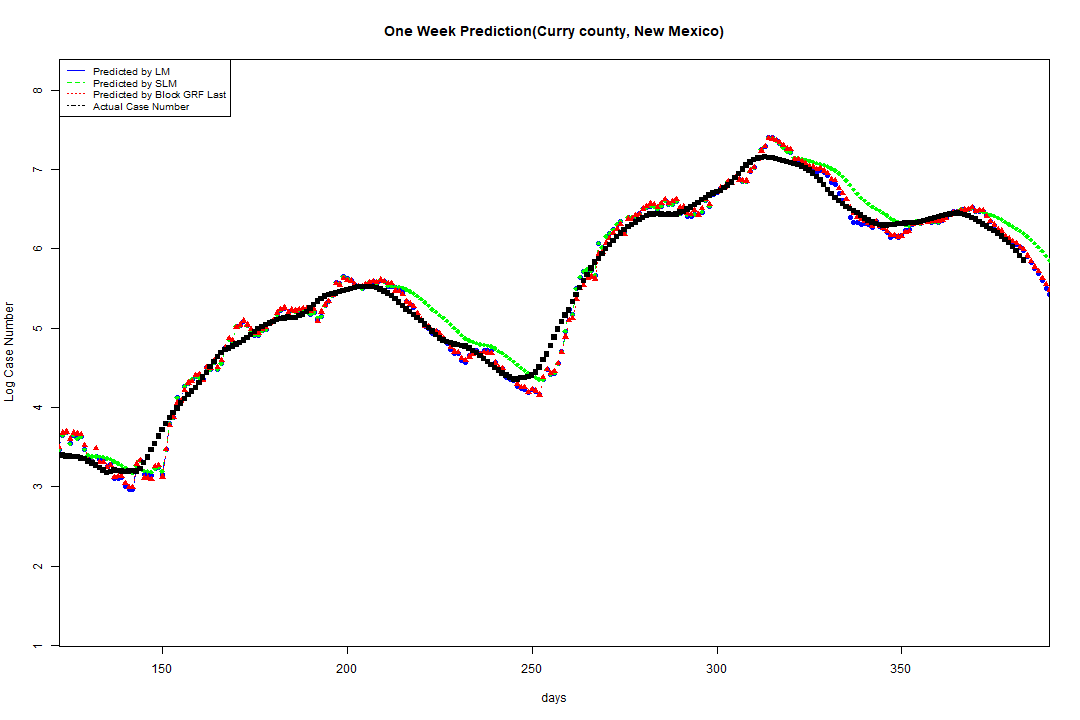 One Week Prediction(Curry county, New Mexico)
Predicted by LM
Predicted by SLM
Predicted by Block GRF Last
Actual Case Number
8
7
6
5
4
3
2
1
Log Case Number
150 200 250 300 350
days